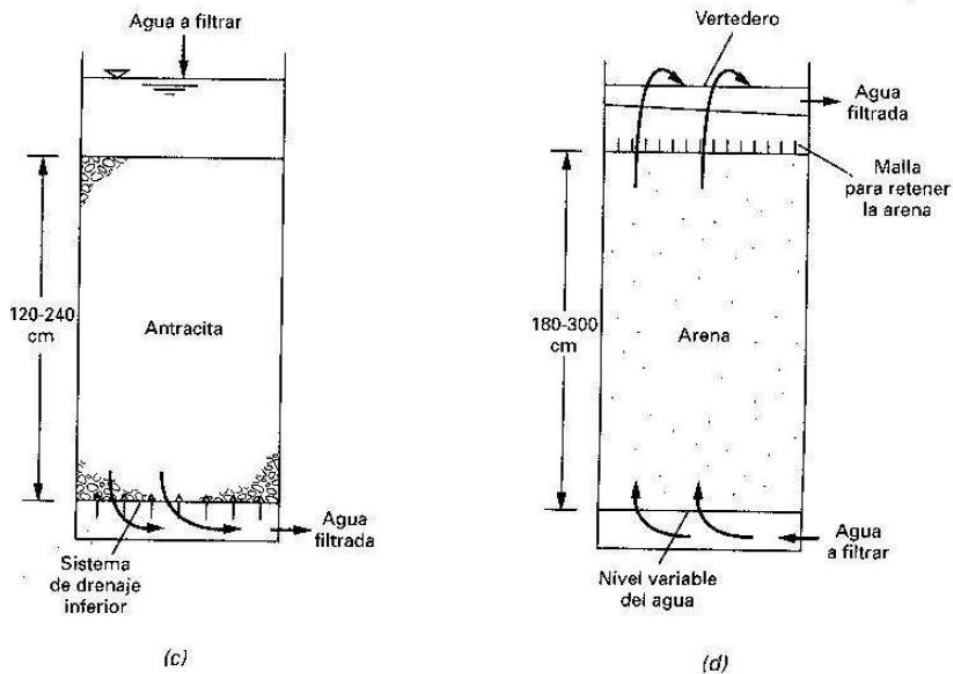 Agua a filtrar
120-240
cm
Antracita
Agua
filtrada
Sistema
de drenaje
inferior
(c)
Vertedero
Agua
filtrada
Malla
para retener
la arena
180-300
cm
Arena
Agua
a filtrar
Nivel variable
del agua
(d)